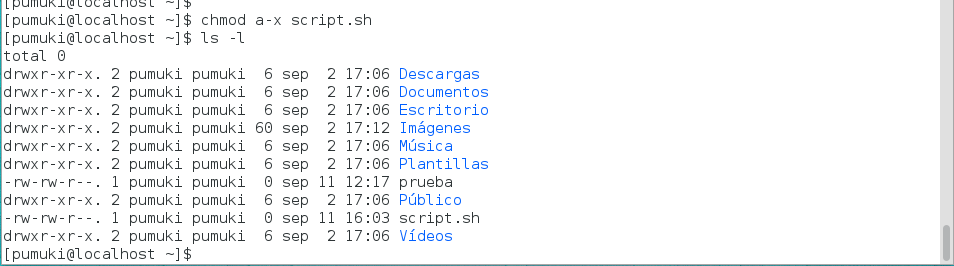 [pumuki@localhost ~]$
[pumuki@localhost ~]$ chmod a-x script.sh
[pumuki@localhost ~]$ ls -l
total 0
drwxr-xr-x. 2 pumuki pumuki  6 sep  2 17:06 Descargas
drwxr-xr-x. 2 pumuki pumuki  6 sep  2 17:06 Documentos
drwxr-xr-x. 2 pumuki pumuki  6 sep  2 17:06 Escritorio
drwxr-xr-x. 2 pumuki pumuki 60 sep  2 17:12 Imágenes
drwxr-xr-x. 2 pumuki pumuki  6 sep  2 17:06 Música
drwxr-xr-x. 2 pumuki pumuki  6 sep  2 17:06 Plantillas
-rw-rw-r--. 1 pumuki pumuki  0 sep 11 12:17 prueba
drwxr-xr-x. 2 pumuki pumuki  6 sep  2 17:06 Público
-rw-rw-r--. 1 pumuki pumuki  0 sep 11 16:03 script.sh
drwxr-xr-x. 2 pumuki pumuki  6 sep  2 17:06 Vídeos
[pumuki@localhost ~]$